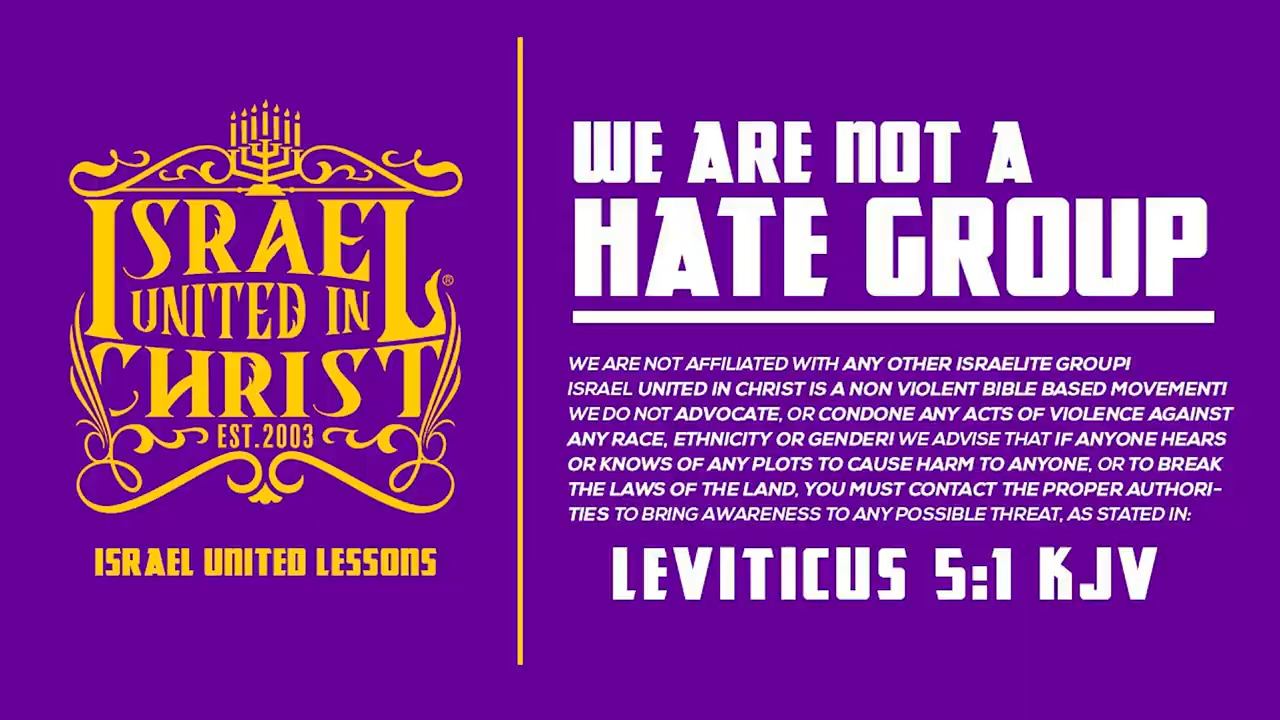 ISRAEL
UNITED IN
CHRIST
®
EST. 2003
ISRAEL UNITED LESSONS
WE ARE NOT A
HATE GROUP
WE ARE NOT AFFILIATED WITH ANY OTHER ISRAELITE GROUP!
ISRAEL UNITED IN CHRIST IS A NON VIOLENT BIBLE BASED MOVEMENT!
WE DO NOT ADVOCATE, OR CONDONE ANY ACTS OF VIOLENCE AGAINST
ANY RACE, ETHNICITY OR GENDER! WE ADVISE THAT IF ANYONE HEARS
OR KNOWS OF ANY PLOTS TO CAUSE HARM TO ANYONE, OR TO BREAK
THE LAWS OF THE LAND, YOU MUST CONTACT THE PROPER AUTHORI-
TIES TO BRING AWARENESS TO ANY POSSIBLE THREAT, AS STATED IN:
LEVITICUS 5:1 KJV